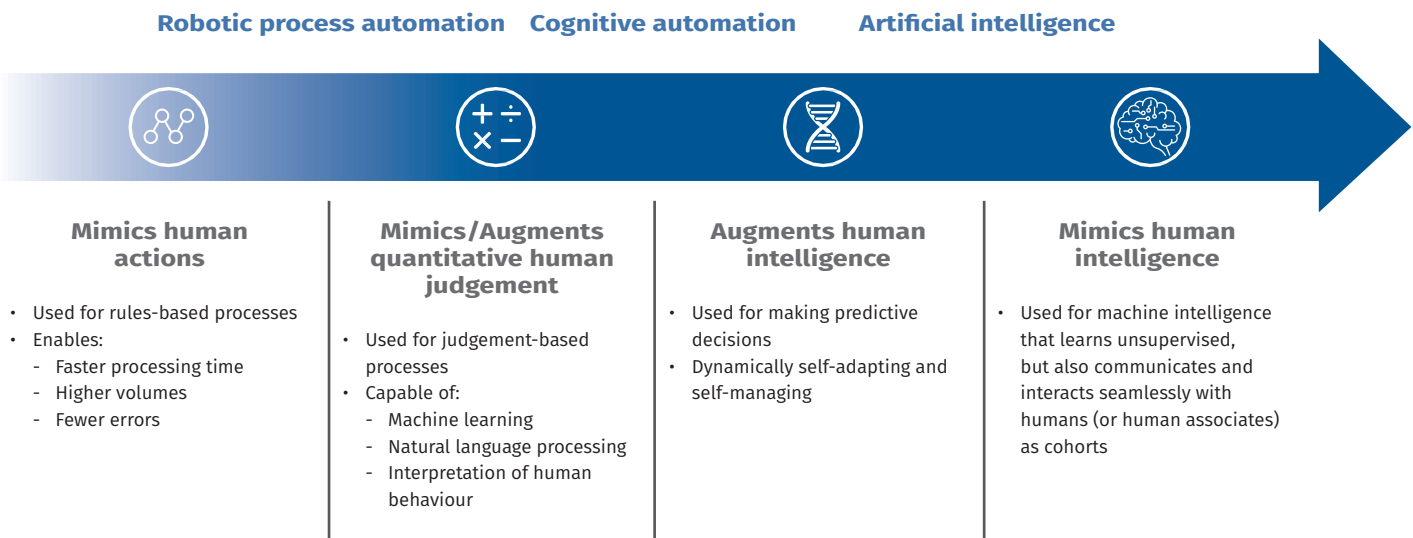 Robotic process automation Cognitive automation Artificial intelligence
Mimics human
actions
• Used for rules-based processes
• Enables:
- Faster processing time
- Higher volumes
- Fewer errors
Mimics/Augments
quantitative human
judgement
• Used for judgement-based
processes
• Capable of:
- Machine learning
- Natural language processing
- Interpretation of human
behaviour
Augments human
intelligence
• Used for making predictive
decisions
• Dynamically self-adapting and
self-managing
Mimics human
intelligence
• Used for machine intelligence
that learns unsupervised,
but also communicates and
interacts seamlessly with
humans (or human associates)
as cohorts